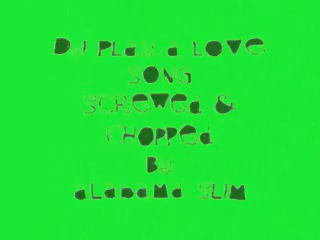 DJ PLaY a LOVe
SONG
SCReWeD &
CHOPPeD
BY
aLaBaMa SLIM